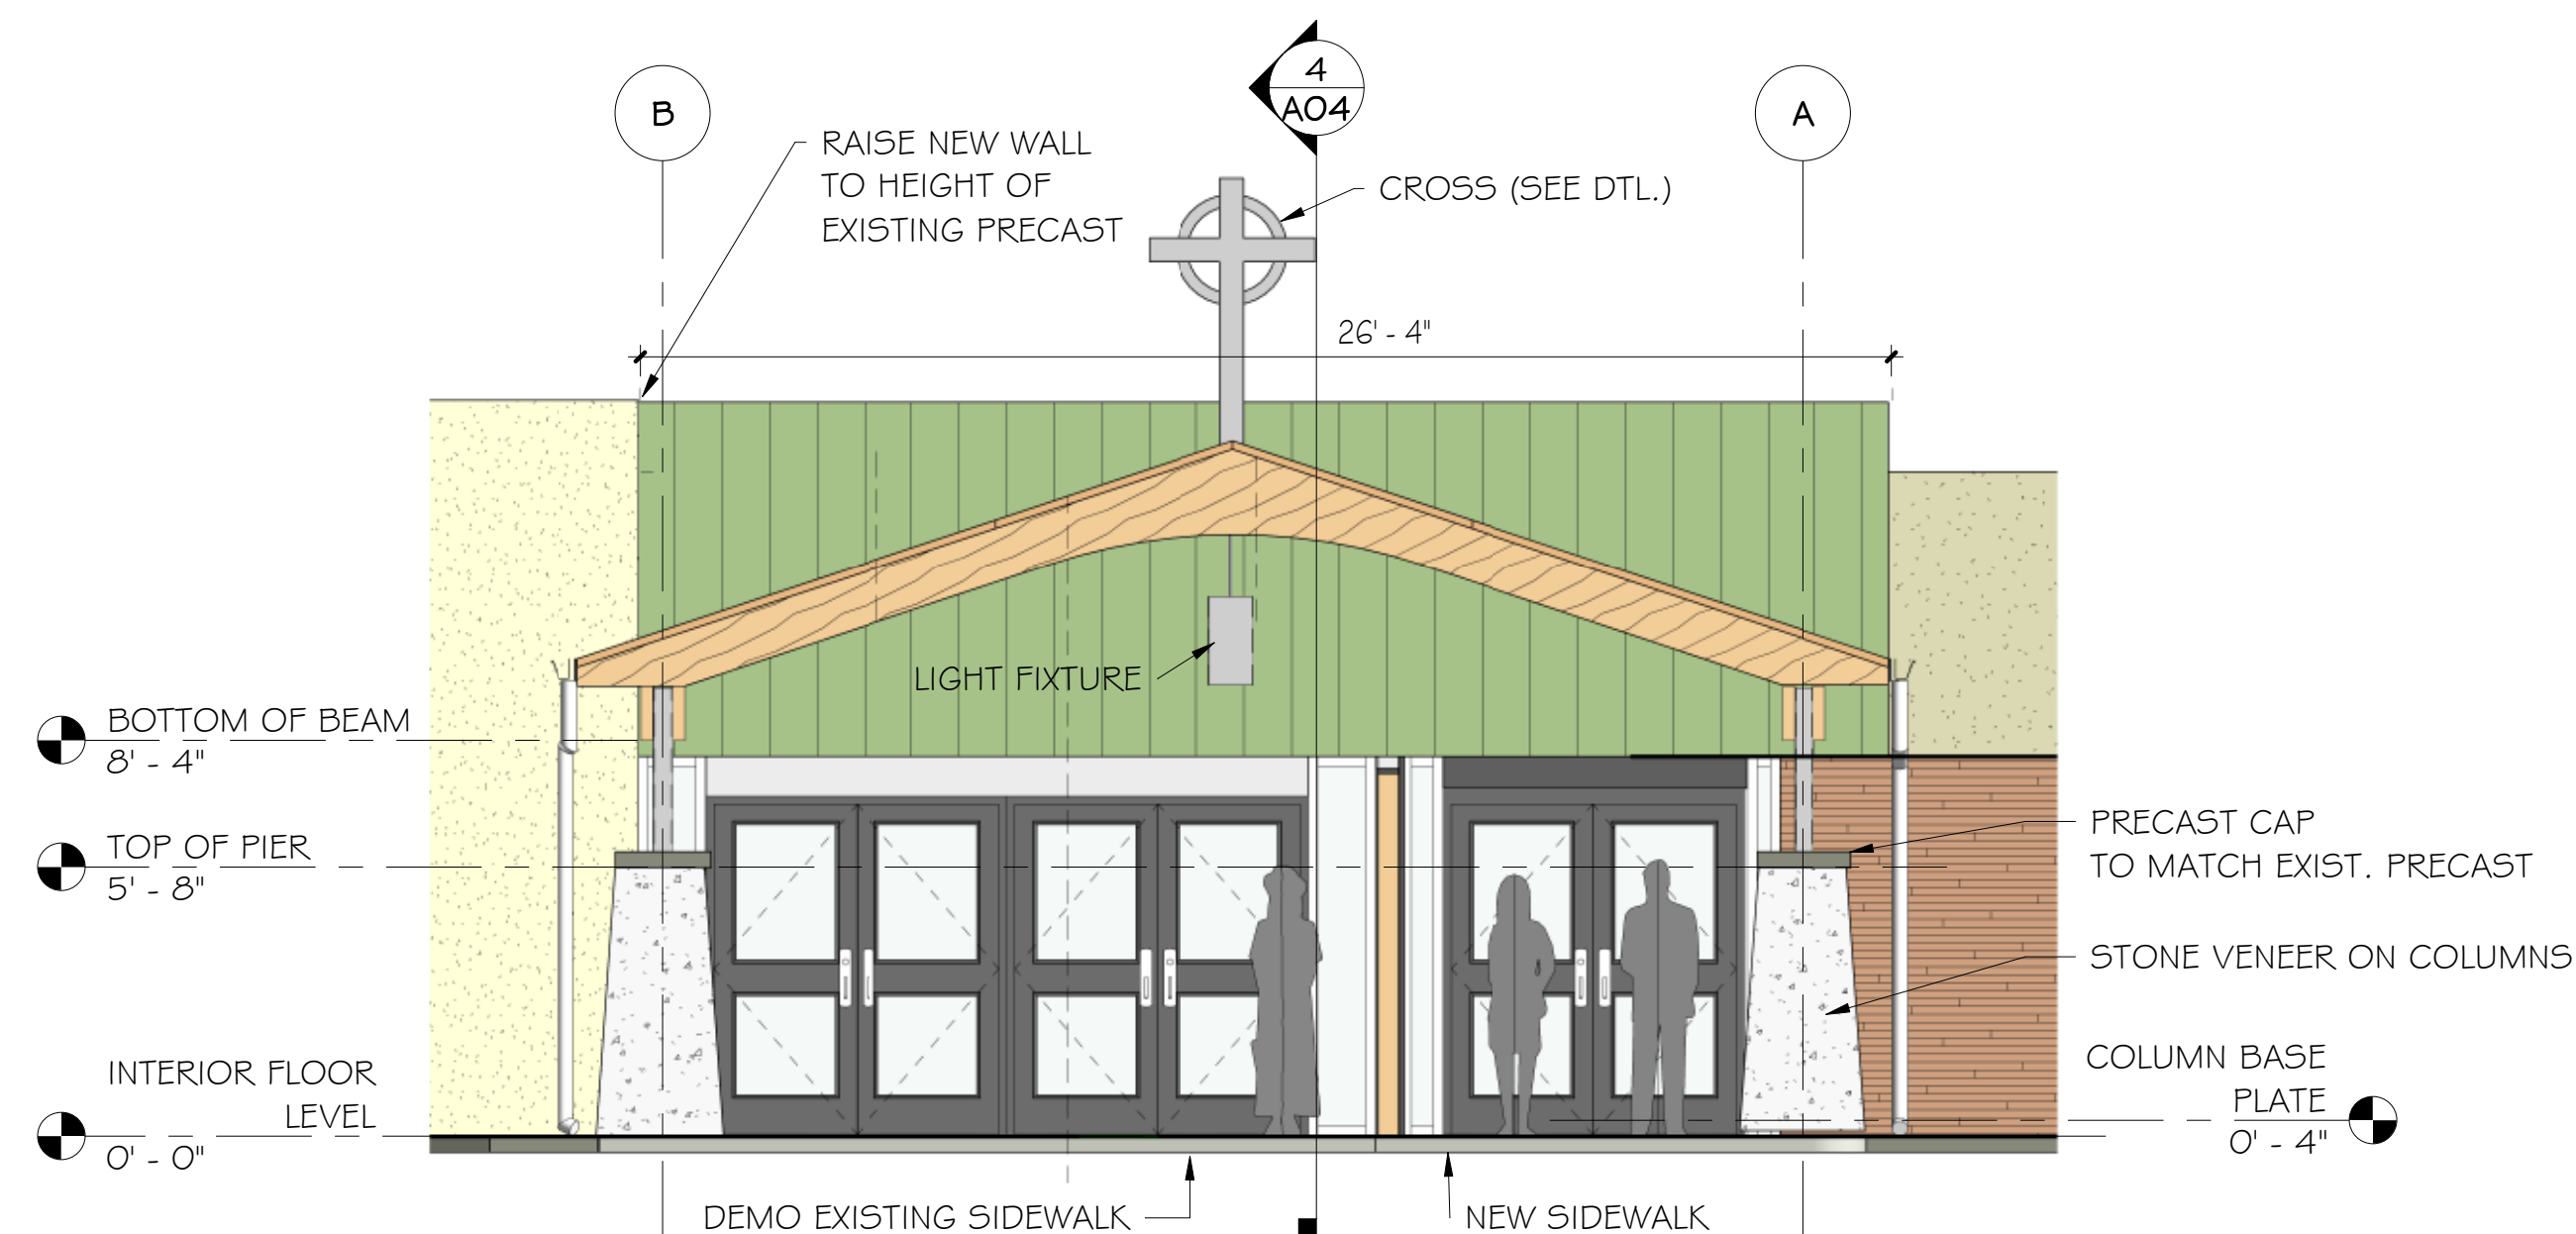 4
A04
B
A
RAISE NEW WALL
TO HEIGHT OF
EXISTING PRECAST
CROSS (SEE DTL.)
26' - 4"
LIGHT FIXTURE
BOTTOM OF BEAM
8' - 4"
TOP OF PIER
5' - 8"
PRECAST CAP
TO MATCH EXIST. PRECAST
STONE VENEER ON COLUMNS
INTERIOR FLOOR
LEVEL
0' - 0"
COLUMN BASE
PLATE
0' - 4"
DEMO EXISTING SIDEWALK
NEW SIDEWALK